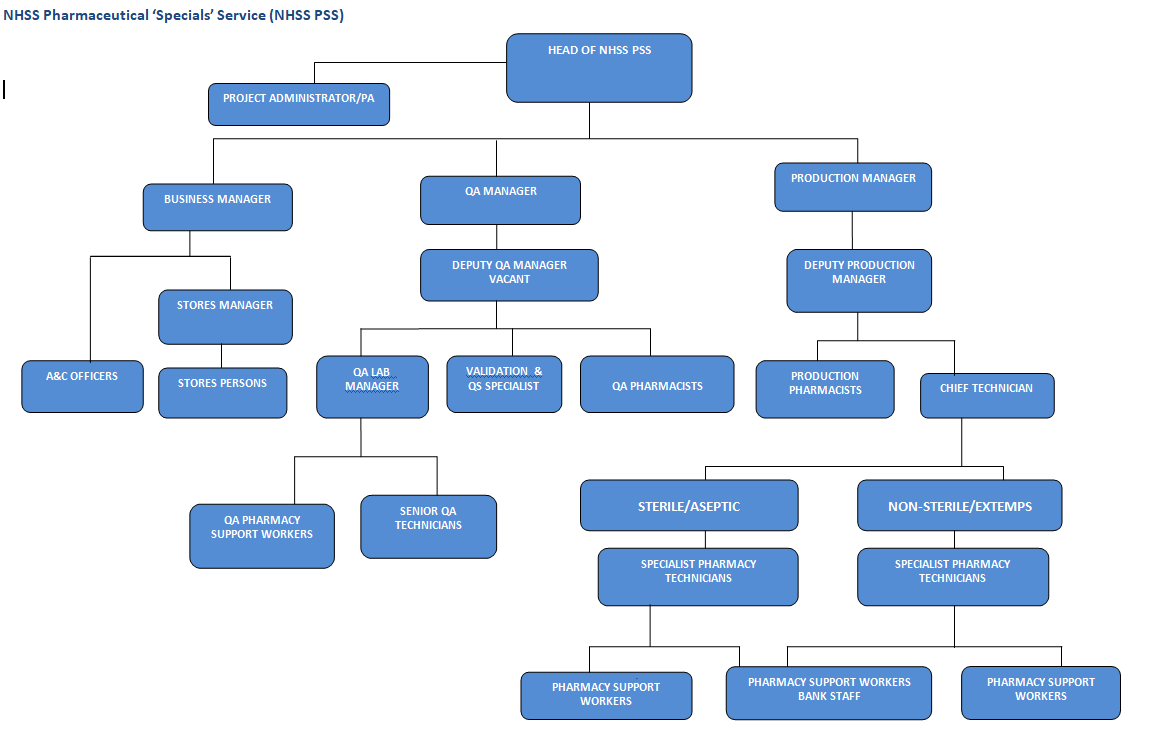 NHSS Pharmaceutical ‘Specials’ Service (NHSS PSS)
HEAD OF NHSS PSS
PROJECT ADMINISTRATOR/PA
BUSINESS MANAGER
QA MANAGER
PRODUCTION MANAGER
DEPUTY QA MANAGER
VACANT
DEPUTY PRODUCTION
MANAGER
STORES MANAGER
A&C OFFICERS
STORES PERSONS
QA LAB
MANAGER
VALIDATION &
QS SPECIALIST
QA PHARMACISTS
PRODUCTION
PHARMACISTS
CHIEF TECHNICIAN
QA PHARMACY
SUPPORT WORKERS
SENIOR QA
TECHNICIANS
STERILE/ASEPTIC
NON-STERILE/EXTEMPS
SPECIALIST PHARMACY
TECHNICIANS
SPECIALIST PHARMACY
TECHNICIANS
PHARMACY SUPPORT
WORKERS
PHARMACY SUPPORT WORKERS
BANK STAFF
PHARMACY SUPPORT
WORKERS